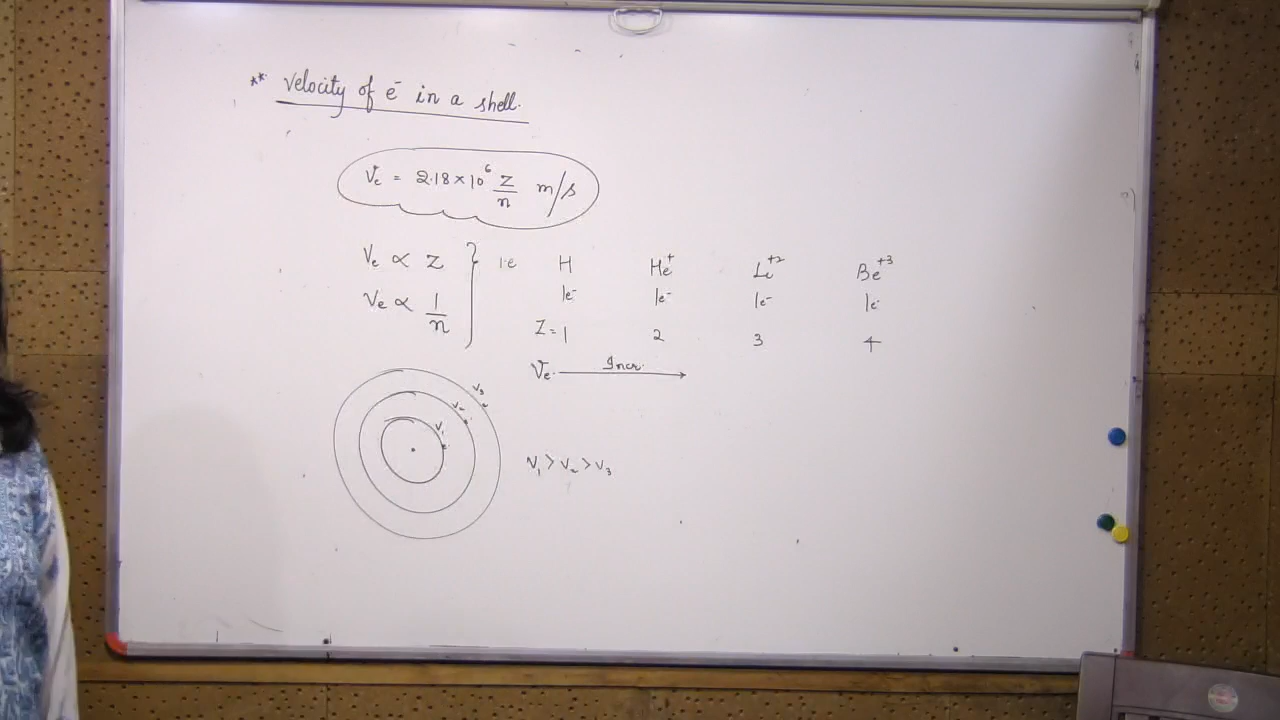 ** Velocity of e⁻ in a shell.
Vₑ = 2.18 × 10⁶ Z/n m/s
Vₑ ∝ Z
Vₑ ∝ 1/n
i.e H He⁺ Li⁺² Be⁺³
1e⁻ 1e⁻ 1e⁻ 1e⁻
Z = 1 2 3 4
Vₑ Incr.
V₁ V₂ V₃
V₁ > V₂ > V₃